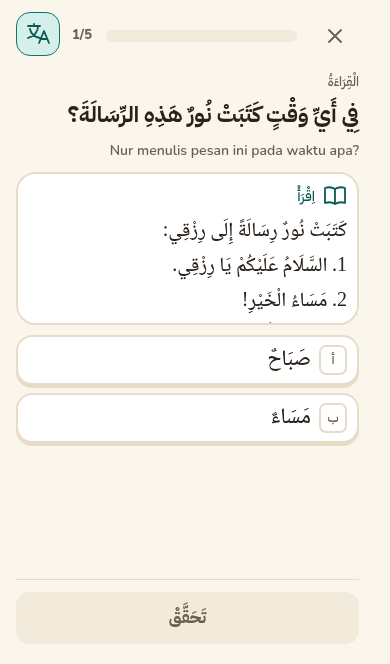 1/5
الْقِرَاءَةُ
فِي أَيِّ وَقْتٍ كَتَبَتْ نُورٌ هَذِهِ الرِّسَالَةَ؟
Nur menulis pesan ini pada waktu apa?
اِقْرَأْ
كَتَبَتْ نُورٌ رِسَالَةً إِلَى رِزْقِي:
1. السَّلَامُ عَلَيْكُمْ يَا رِزْقِي.
2. مَسَاءُ الْخَيْرِ!
أ صَبَاحٌ
ب مَسَاءٌ
تَحَقَّقْ